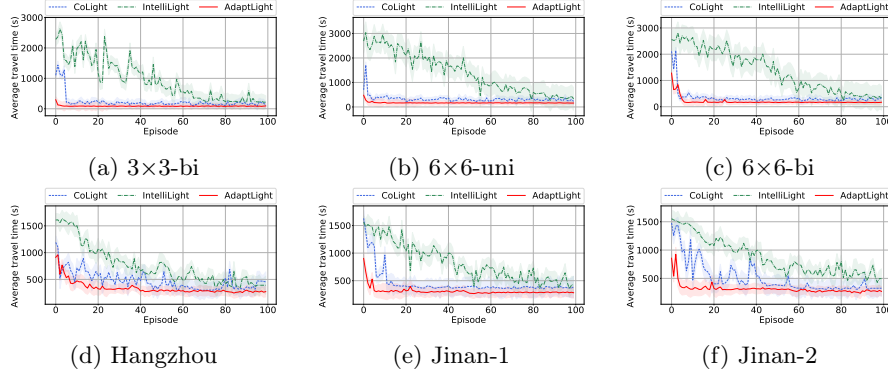 CoLight IntelliLight AdaptLight
Average travel time (s)
3000
2000
1000
0
0 20 40 60 80 100
Episode
(a) 3×3-bi
CoLight IntelliLight AdaptLight
Average travel time (s)
3000
2000
1000
0
0 20 40 60 80 100
Episode
(b) 6×6-uni
CoLight IntelliLight AdaptLight
Average travel time (s)
3000
2000
1000
0
0 20 40 60 80 100
Episode
(c) 6×6-bi
CoLight IntelliLight AdaptLight
Average travel time (s)
1500
1000
500
0 20 40 60 80 100
Episode
(d) Hangzhou
CoLight IntelliLight AdaptLight
Average travel time (s)
1500
1000
500
0 20 40 60 80 100
Episode
(e) Jinan-1
CoLight IntelliLight AdaptLight
Average travel time (s)
1500
1000
500
0 20 40 60 80 100
Episode
(f) Jinan-2